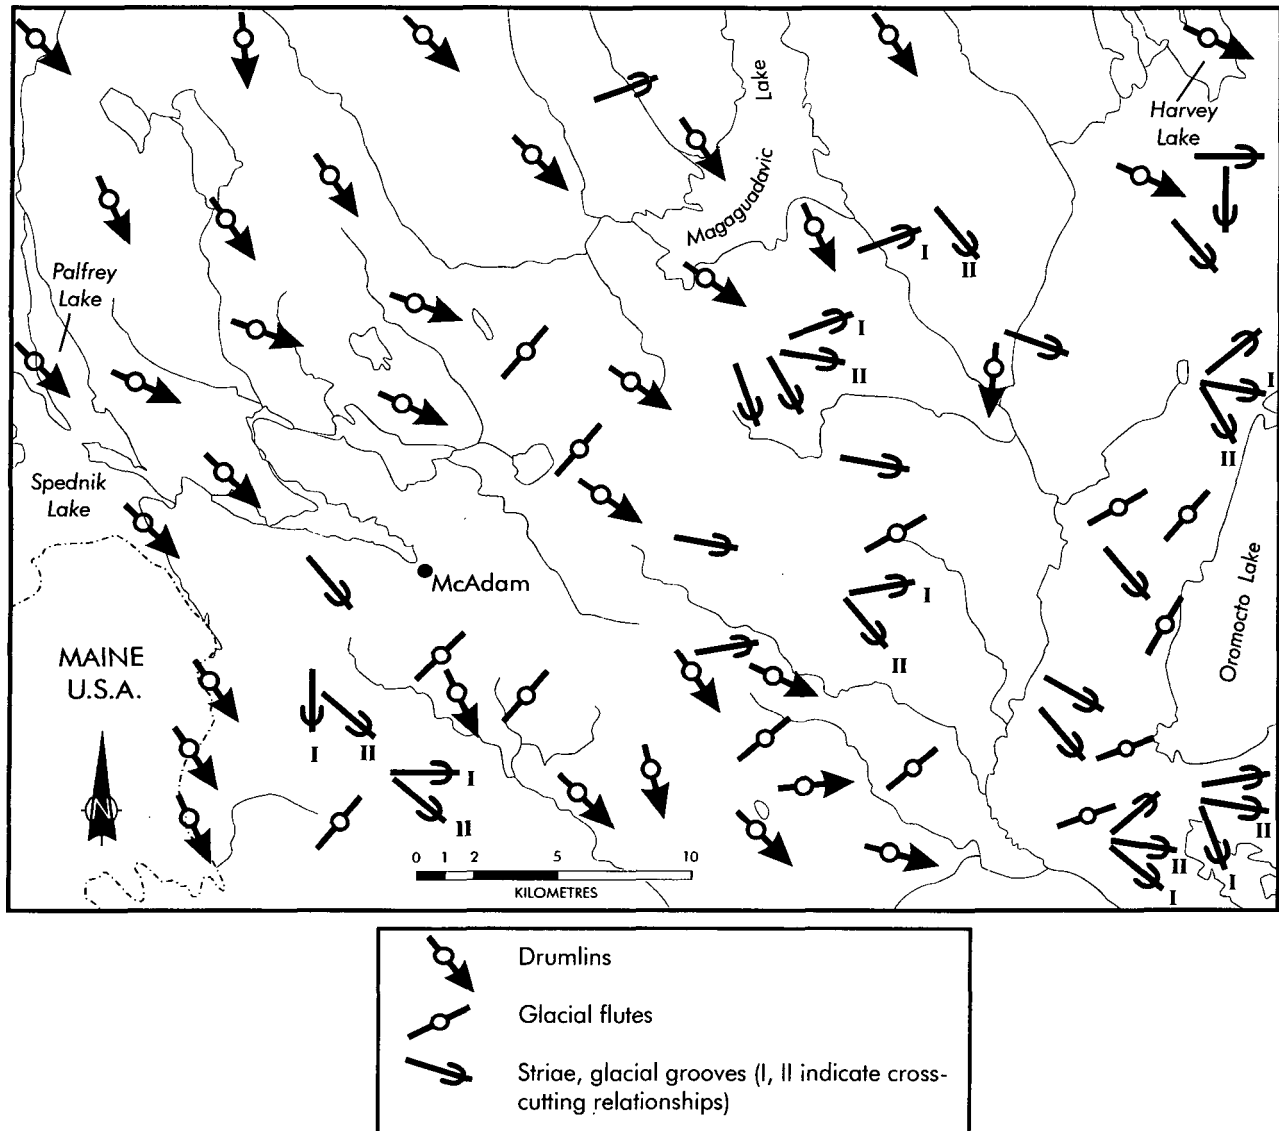 Lake
Harvey
Lake
Magaguadavic
I
II
Palfrey
Lake
I
II
I
II
Spednik
Lake
McAdam
I
II
Oromocto Lake
MAINE
U.S.A.
I
II
I
II
N
II
I
II
I
0 1 2 5 10
KILOMETRES
Drumlins
Glacial flutes
Striae, glacial grooves (I, II indicate cross-
cutting relationships)